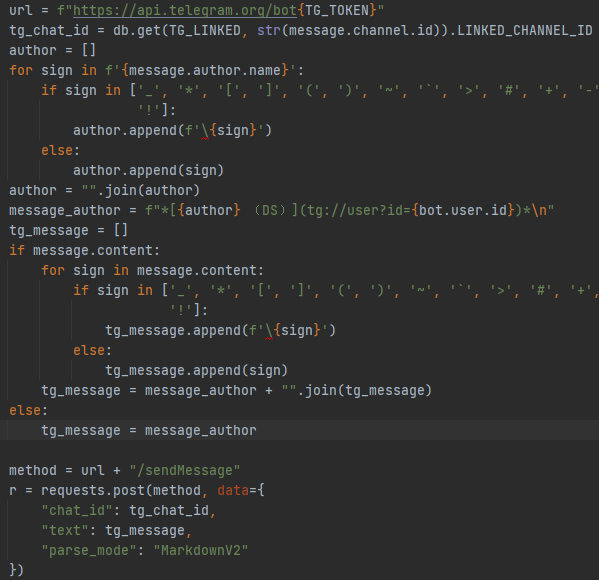 url = f"https://api.telegram.org/bot{TG_TOKEN}"
tg_chat_id = db.get(TG_LINKED, str(message.channel.id)).LINKED_CHANNEL_ID
author = []
for sign in f'{message.author.name}':
    if sign in ['_', '*', '[', ']', '(', ')', '~', '`', '>', '#', '+', '-'
                '!']:
        author.append(f'\{sign}')
    else:
        author.append(sign)
author = "".join(author)
message_author = f"*[{author} （DS）](tg://user?id={bot.user.id})*\n"
tg_message = []
if message.content:
    for sign in message.content:
        if sign in ['_', '*', '[', ']', '(', ')', '~', '`', '>', '#', '+',
                    '!']:
            tg_message.append(f'\{sign}')
        else:
            tg_message.append(sign)
    tg_message = message_author + "".join(tg_message)
else:
    tg_message = message_author
method = url + "/sendMessage"
r = requests.post(method, data={
    "chat_id": tg_chat_id,
    "text": tg_message,
    "parse_mode": "MarkdownV2"
})